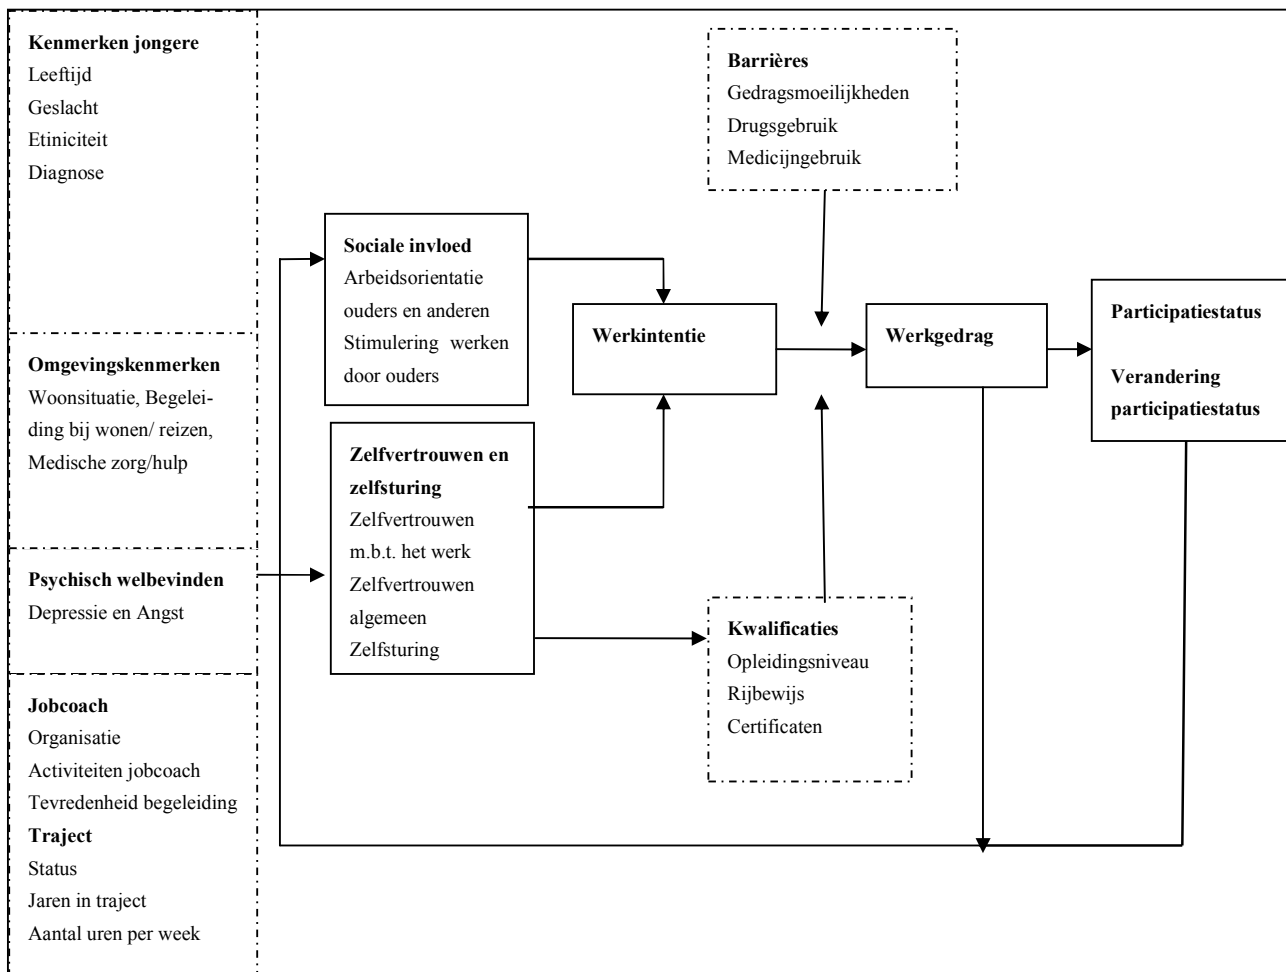 Kenmerken jongere
Leeftijd
Geslacht
Etiniciteit
Diagnose
Omgevingskenmerken
Woonsituatie, Begelei-
ding bij wonen/ reizen,
Medische zorg/hulp
Psychisch welbevinden
Depressie en Angst
Jobcoach
Organisatie
Activiteiten jobcoach
Tevredenheid begeleiding
Traject
Status
Jaren in traject
Aantal uren per week
Sociale invloed
Arbeidsorientatie
ouders en anderen
Stimulering werken
door ouders
Zelfvertrouwen en
zelfsturing
Zelfvertrouwen
m.b.t. het werk
Zelfvertrouwen
algemeen
Zelfsturing
Werkintentie
Barrières
Gedragsmoeilijkheden
Drugsgebruik
Medicijngebruik
Kwalificaties
Opleidingsniveau
Rijbewijs
Certificaten
Werkgedrag
Participatiestatus
Verandering
participatiestatus